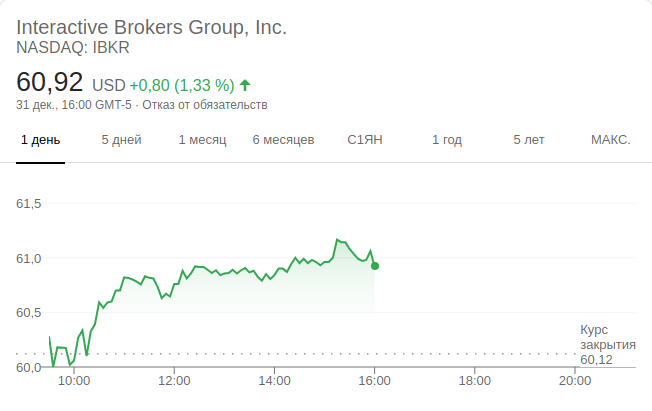 Interactive Brokers Group, Inc.
NASDAQ: IBKR
60,92 USD +0,80 (1,33 %)
31 дек., 16:00 GMT-5 · Отказ от обязательств
1 день 5 дней 1 месяц 6 месяцев С1ЯН 1 год 5 лет МАКС.
61,5
61,0
60,5
Курс
закрытия
60,12
60,0
10:00 12:00 14:00 16:00 18:00 20:00